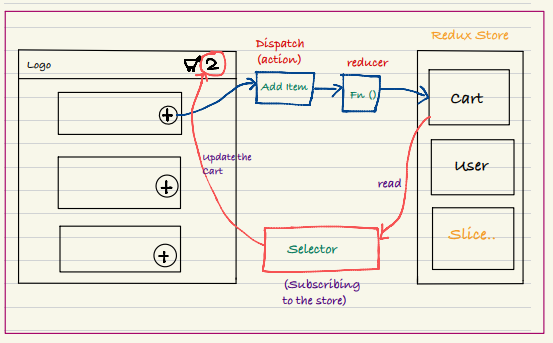 Redux Store
Dispatch
(action)
reducer
Logo
2
Add Item
Fn ()
Cart
Update the
Cart
User
read
Selector
Slice..
(Subscribing
to the store)